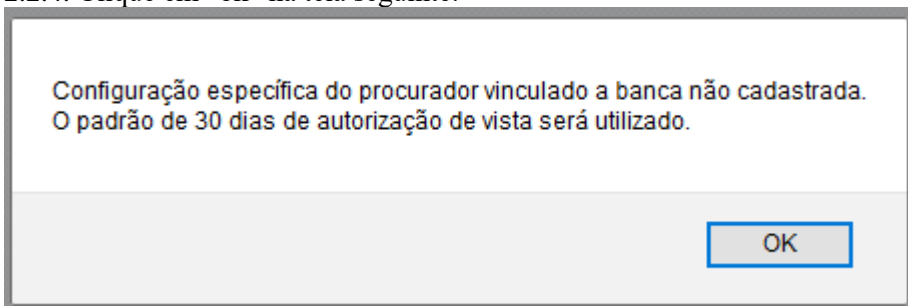 Configuração específica do procurador vinculado a banca não cadastrada.
O padrão de 30 dias de autorização de vista será utilizado.
OK